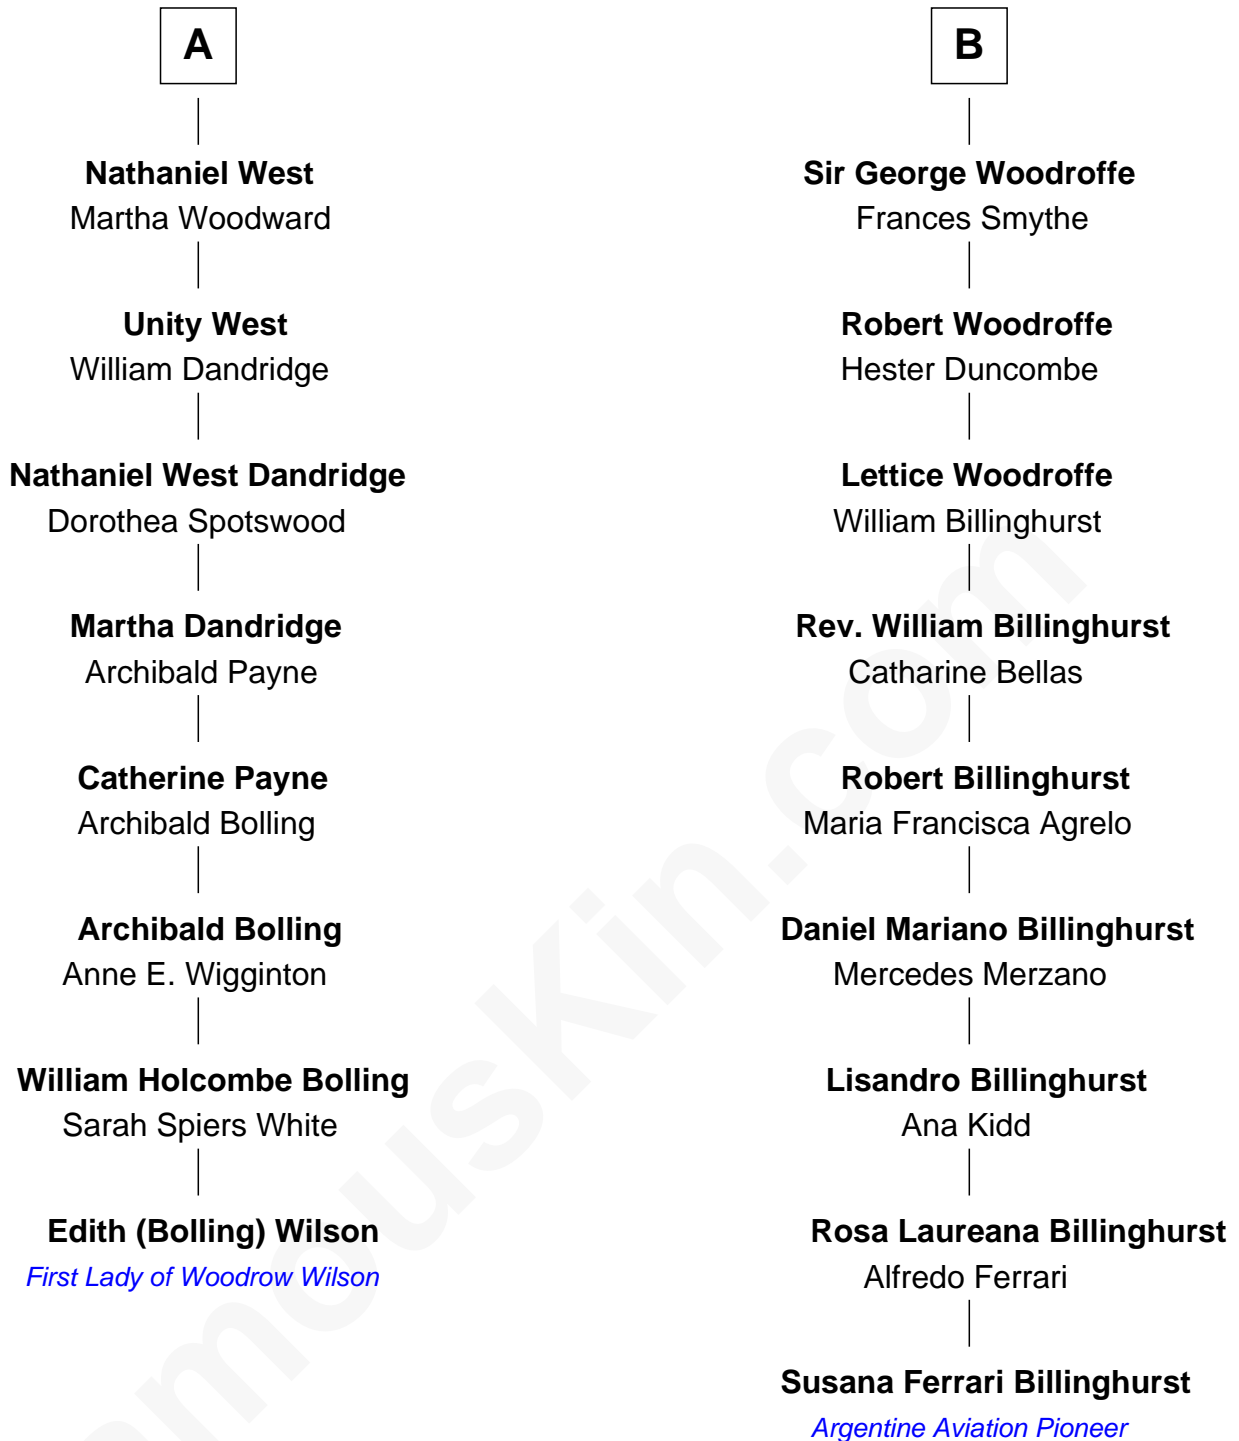 A
Nathaniel West
Martha Woodward
Unity West
William Dandridge
Nathaniel West Dandridge
Dorothea Spotswood
Martha Dandridge
Archibald Payne
Catherine Payne
Archibald Bolling
Archibald Bolling
Anne E. Wigginton
William Holcombe Bolling
Sarah Spiers White
Edith (Bolling) Wilson
First Lady of Woodrow Wilson
B
Sir George Woodroffe
Frances Smythe
Robert Woodroffe
Hester Duncombe
Lettice Woodroffe
William Billinghurst
Rev. William Billinghurst
Catharine Bellas
Robert Billinghurst
Maria Francisca Agrelo
Daniel Mariano Billinghurst
Mercedes Merzano
Lisandro Billinghurst
Ana Kidd
Rosa Laureana Billinghurst
Alfredo Ferrari
Susana Ferrari Billinghurst
Argentine Aviation Pioneer
amouskin.com